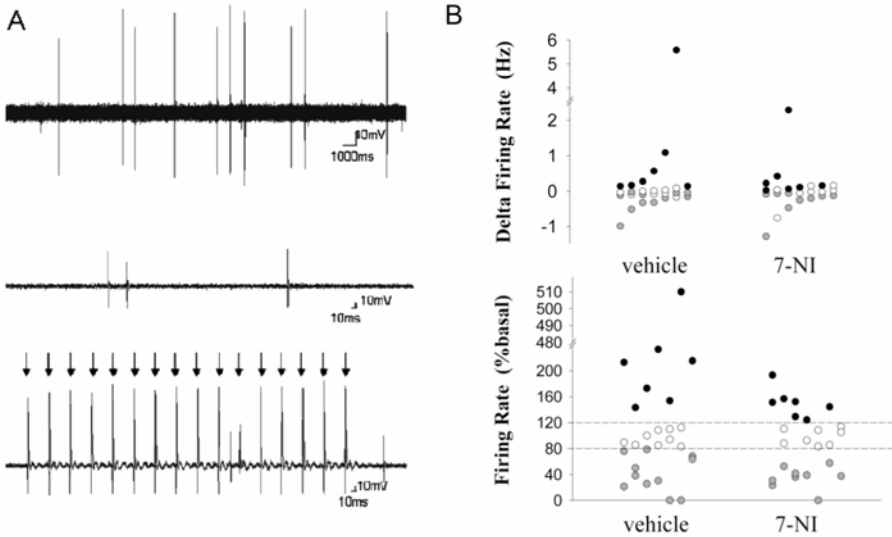 A
10mV
1000ms
10mV
10ms
10mV
10ms
B
Delta Firing Rate (Hz)
6
5
4
2
1
0
-1
vehicle 7-NI
Firing Rate (%basal)
510
500
490
480
200
160
120
80
40
0
vehicle 7-NI